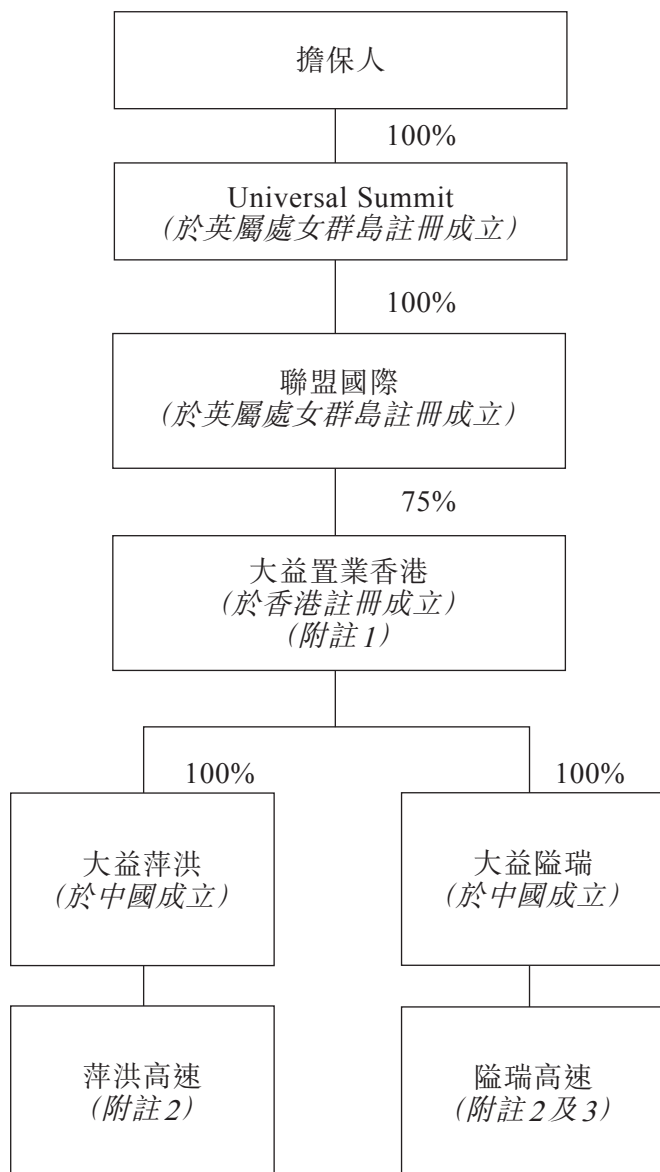 擔保人
100%
Universal Summit
(於英屬處女群島註冊成立)
100%
聯盟國際
(於英屬處女群島註冊成立)
75%
大益置業香港
(於香港註冊成立)
(附註1)
100%
100%
大益萍洪
(於中國成立)
大益隘瑞
(於中國成立)
萍洪高速
(附註2)
隘瑞高速
(附註2及3)